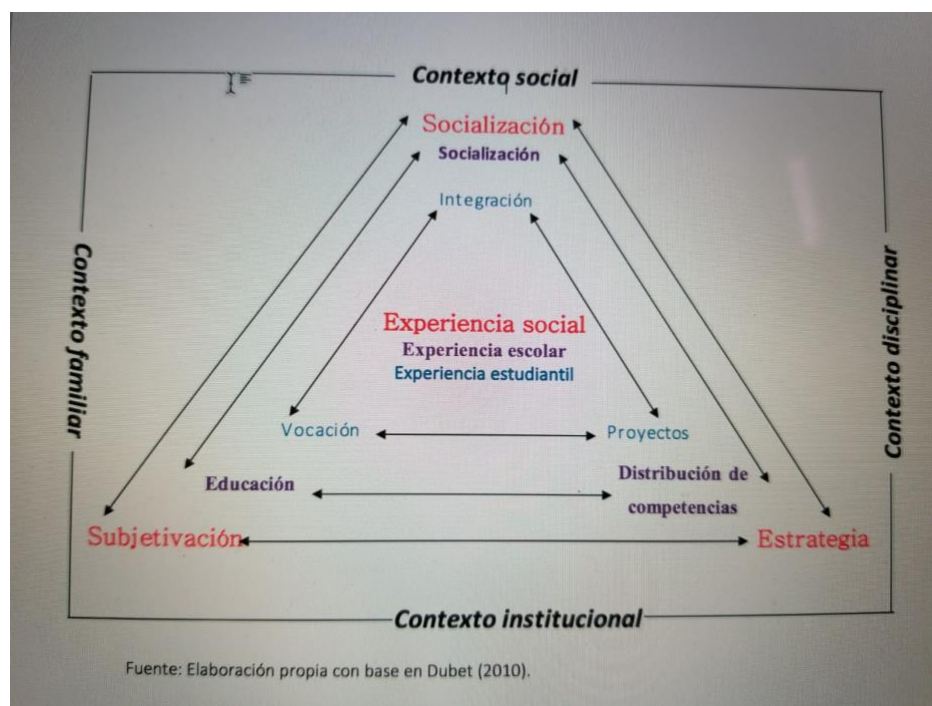 Contexto social
Socialización
Socialización
Integración
Contexto familiar
Contexto disciplinar
Experiencia social
Experiencia escolar
Experiencia estudiantil
Vocación
Proyectos
Educación
Distribución de
competencias
Subjetivación
Estrategia
Contexto institucional
Fuente: Elaboración propia con base en Dubet (2010).